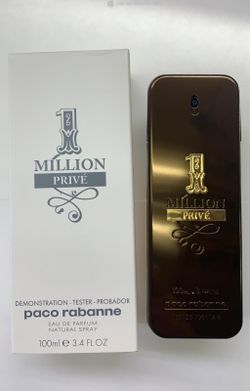 1
MILLION
PRIVÉ
DEMONSTRATION - TESTER - PROBADOR
paco rabanne
EAU DE PARFUM
NATURAL SPRAY
100ml e 3.4 FL OZ
1
MILLION
PRIVÉ
paco rabanne